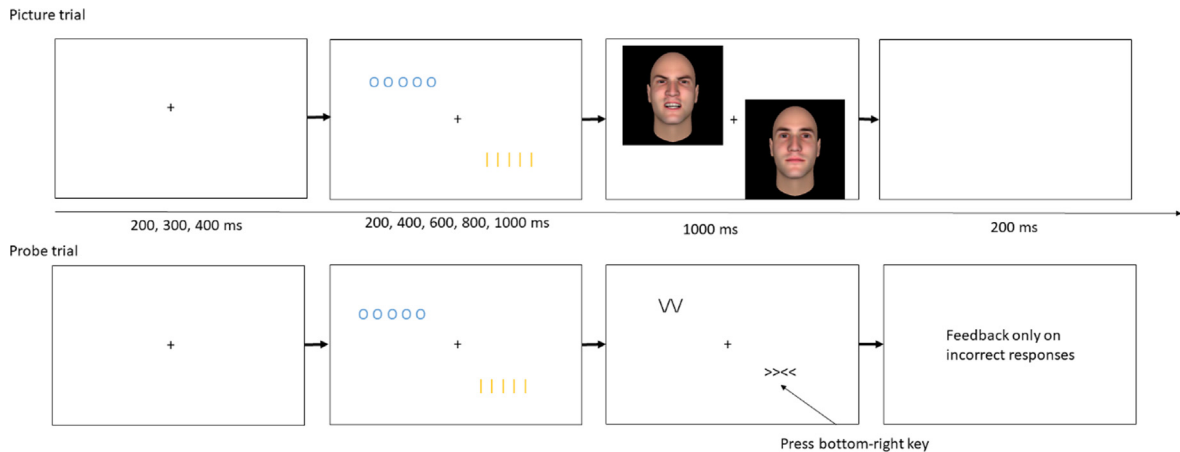 Picture trial
+
O O O O O
+
| | | | |
+
200, 300, 400 ms
200, 400, 600, 800, 1000 ms
1000 ms
200 ms
Probe trial
+
O O O O O
+
| | | | |
\/\/
+
>><<
Feedback only on
incorrect responses
Press bottom-right key